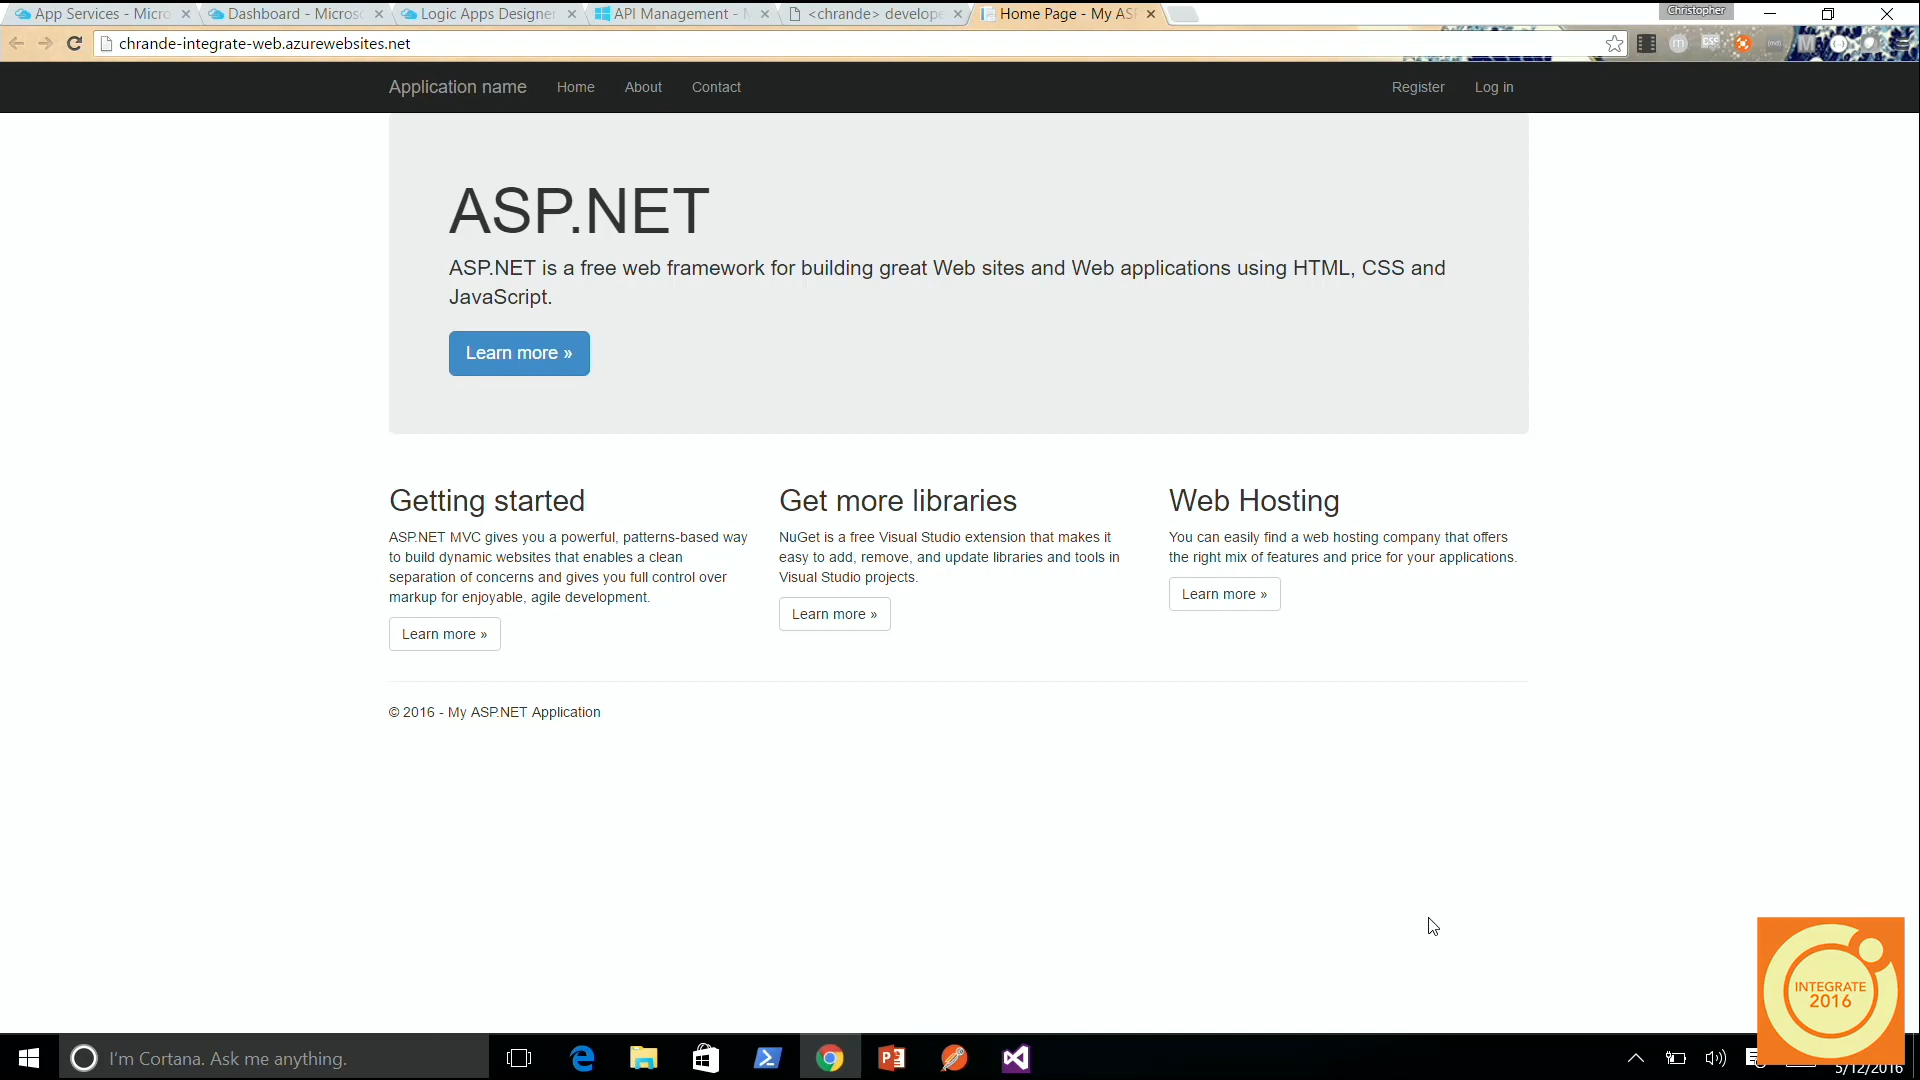 App Services - Micro
Dashboard - Microso
Logic Apps Designer
API Management -
<chrande> develope
Home Page - My AS
Christopher
chrande-integrate-web.azurewebsites.net
Application name
Home
About
Contact
Register
Log in
ASP.NET
ASP.NET is a free web framework for building great Web sites and Web applications using HTML, CSS and
JavaScript.
Learn more »
Getting started
ASP.NET MVC gives you a powerful, patterns-based way
to build dynamic websites that enables a clean
separation of concerns and gives you full control over
markup for enjoyable, agile development.
Learn more »
Get more libraries
NuGet is a free Visual Studio extension that makes it
easy to add, remove, and update libraries and tools in
Visual Studio projects.
Learn more »
Web Hosting
You can easily find a web hosting company that offers
the right mix of features and price for your applications.
Learn more »
© 2016 - My ASP.NET Application
INTEGRATE
2016
I'm Cortana. Ask me anything.
5/12/2016